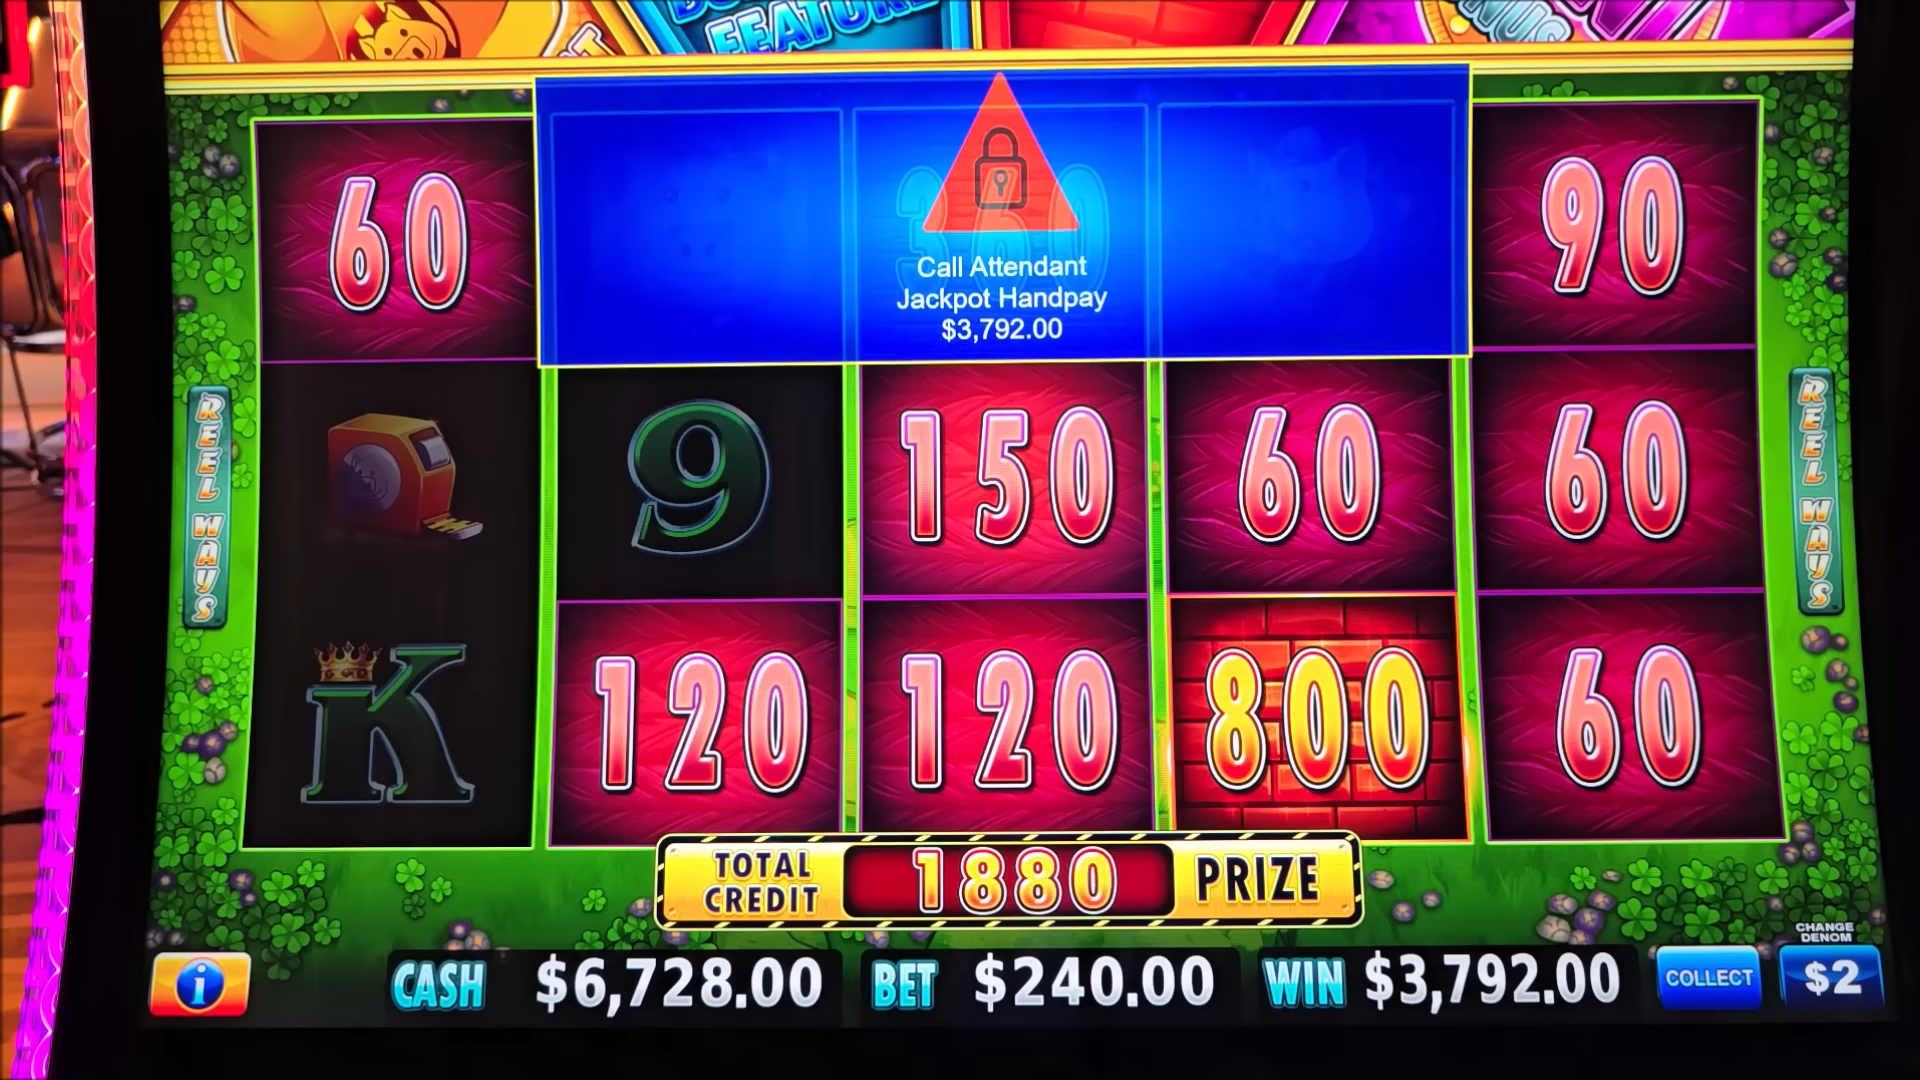 FEATURE
60
360
90
Call Attendant
Jackpot Handpay
$3,792.00
REEL WAYS
9
150
60
60
REEL WAYS
K
120
120
800
60
TOTAL CREDIT 1880 PRIZE
CHANGE DENOM
CASH $6,728.00 BET $240.00 WIN $3,792.00 COLLECT $2